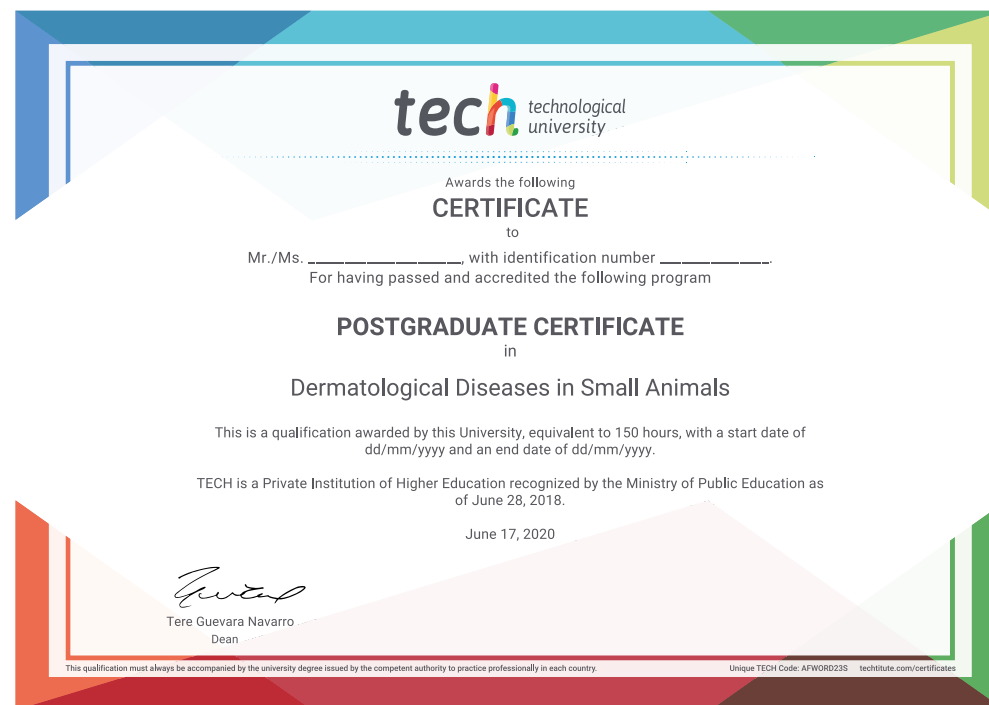 tech technological
university
Awards the following
CERTIFICATE
to
Mr./Ms. ____________________, with identification number ______________.
For having passed and accredited the following program
POSTGRADUATE CERTIFICATE
in
Dermatological Diseases in Small Animals
This is a qualification awarded by this University, equivalent to 150 hours, with a start date of
dd/mm/yyyy and an end date of dd/mm/yyyy.
TECH is a Private Institution of Higher Education recognized by the Ministry of Public Education as
of June 28, 2018.
June 17, 2020
Tere Guevara Navarro
Dean
This qualification must always be accompanied by the university degree issued by the competent authority to practice professionally in each country.
Unique TECH Code: AFWORD23S techtitute.com/certificates